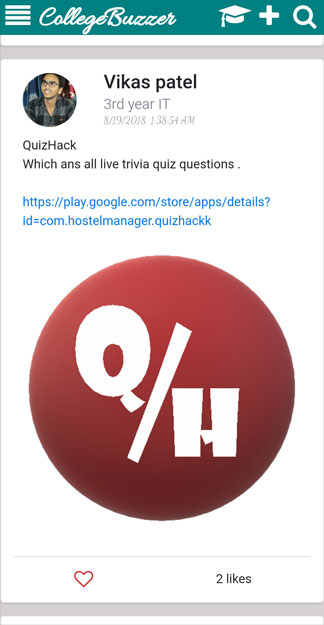 CollegeBuzzer
Vikas patel
3rd year IT
8/19/2018, 1:38:54 AM
QuizHack
Which ans all live trivia quiz questions .
https://play.google.com/store/apps/details?
id=com.hostelmanager.quizhackk
Q/H
2 likes